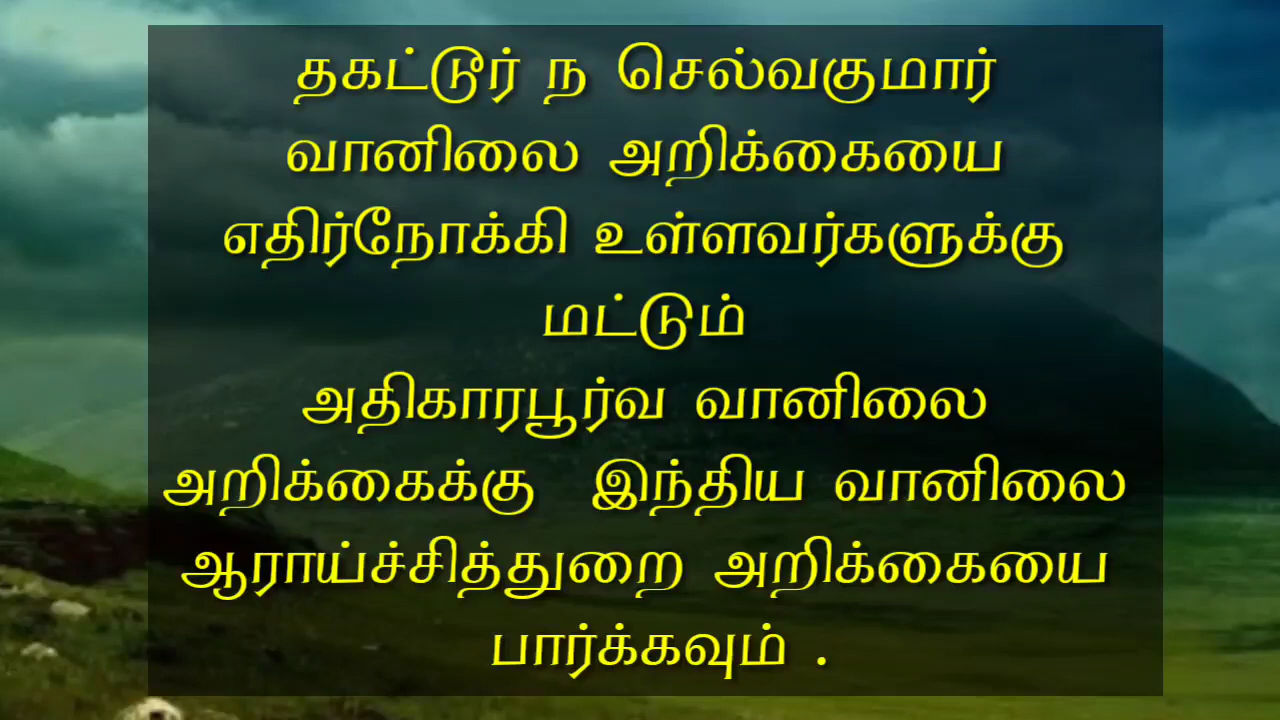 தகட்டூர் ந செல்வகுமார்
வானிலை அறிக்கையை
எதிர்நோக்கி உள்ளவர்களுக்கு
மட்டும்
அதிகாரபூர்வ வானிலை
அறிக்கைக்கு இந்திய வானிலை
ஆராய்ச்சித்துறை அறிக்கையை
பார்க்கவும் .